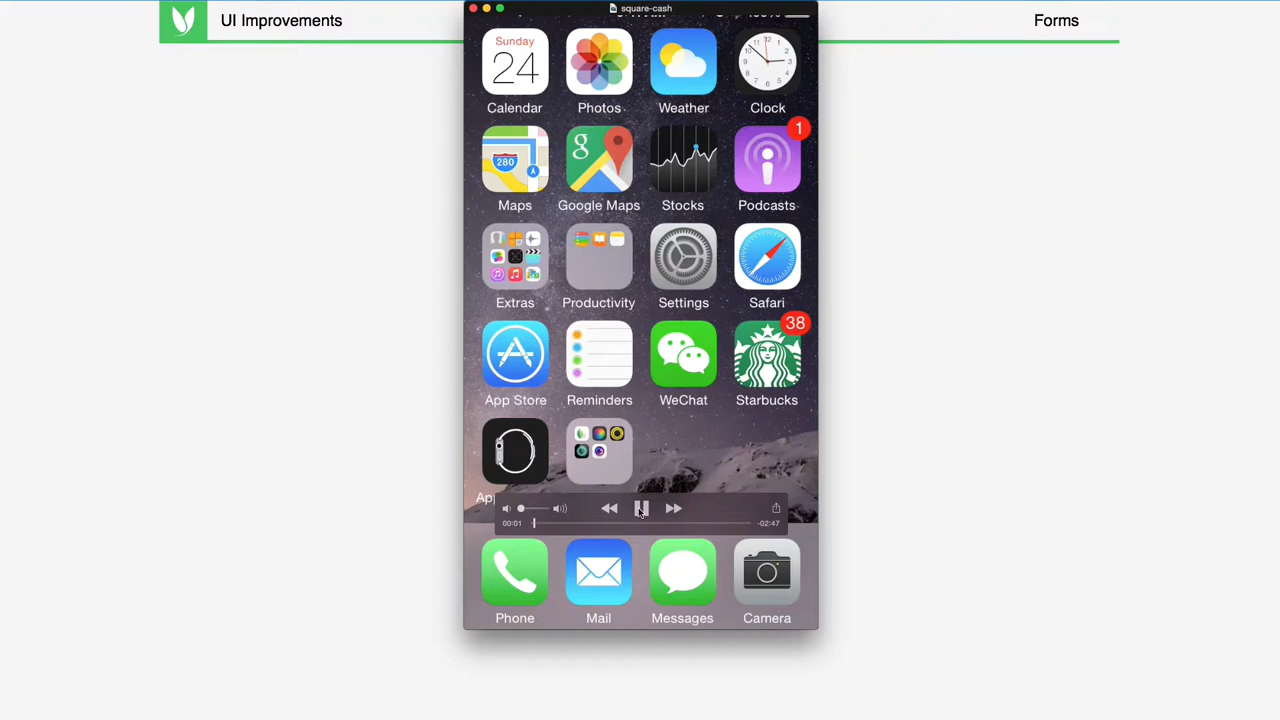 square-cash
UI Improvements
Forms
Sunday
24
Calendar
Photos
Weather
12
Clock
1
280
g
Maps
Google Maps
Stocks
Podcasts
Extras
Productivity
Settings
Safari
38
App Store
Reminders
WeChat
Starbucks
00:01
-02:47
Phone
Mail
Messages
Camera